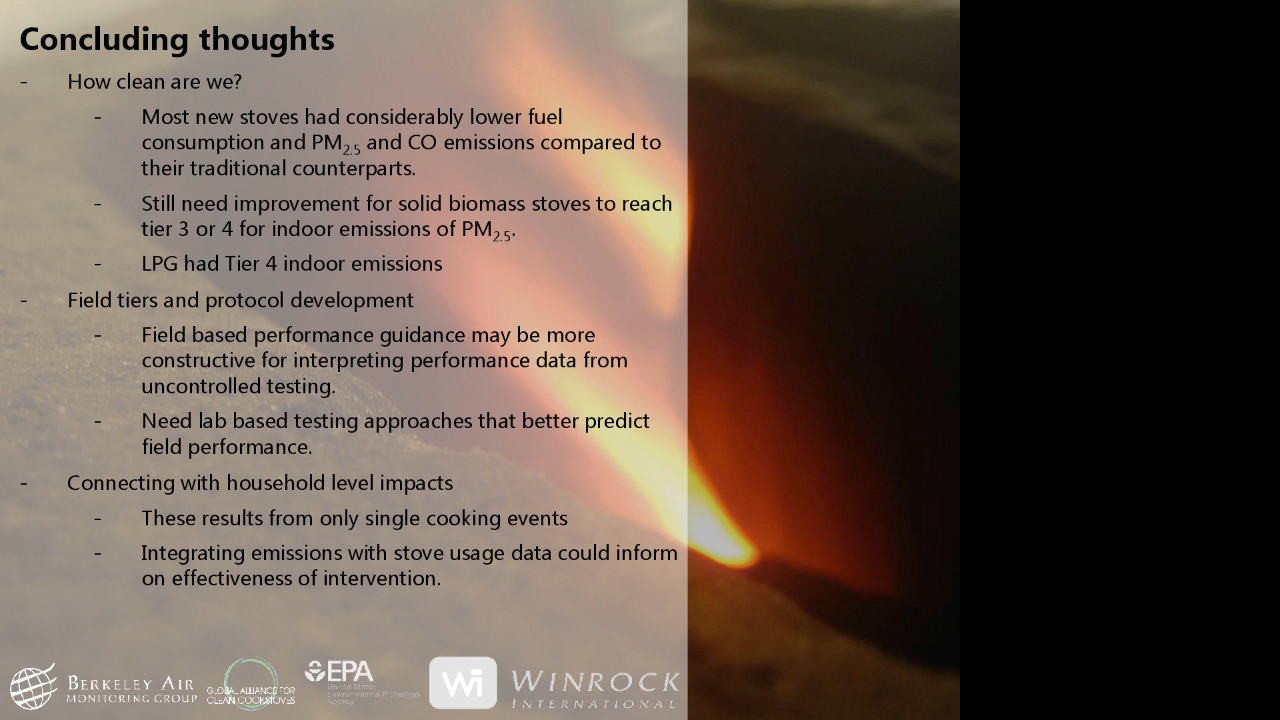 Concluding thoughts
- How clean are we?
- Most new stoves had considerably lower fuel
consumption and PM2.5 and CO emissions compared to
their traditional counterparts.
- Still need improvement for solid biomass stoves to reach
tier 3 or 4 for indoor emissions of PM2.5.
- LPG had Tier 4 indoor emissions
- Field tiers and protocol development
- Field based performance guidance may be more
constructive for interpreting performance data from
uncontrolled testing.
- Need lab based testing approaches that better predict
field performance.
- Connecting with household level impacts
- These results from only single cooking events
- Integrating emissions with stove usage data could inform
on effectiveness of intervention.
BERKELEY AIR
MONITORING GROUP
GLOBAL ALLIANCE FOR
CLEAN COOKSTOVES
EPA
United States
Environmental Protection
Agency
Wi
WINROCK
INTERNATIONAL